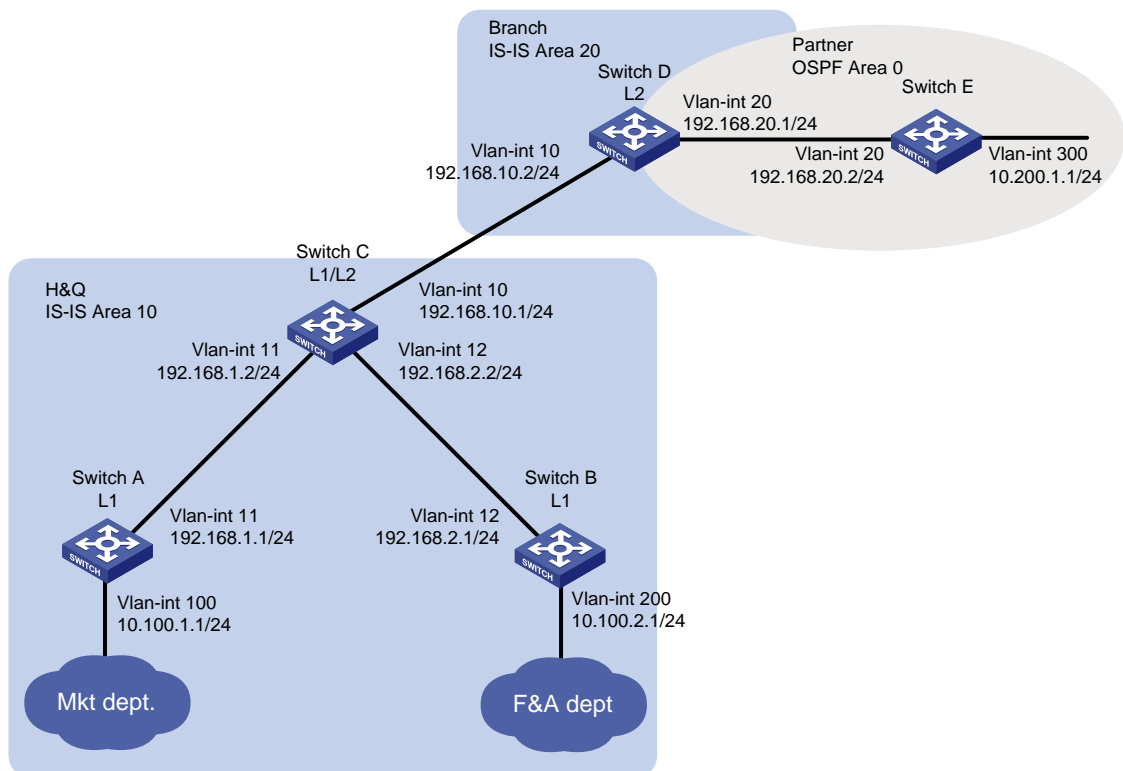 Branch
IS-IS Area 20
Partner
OSPF Area 0
Switch D
L2
Switch E
Vlan-int 20
192.168.20.1/24
SWITCH
SWITCH
Vlan-int 10
192.168.10.2/24
Vlan-int 20
192.168.20.2/24
Vlan-int 300
10.200.1.1/24
Switch C
L1/L2
H&Q
IS-IS Area 10
Vlan-int 10
192.168.10.1/24
SWITCH
Vlan-int 11
192.168.1.2/24
Vlan-int 12
192.168.2.2/24
Switch A
L1
Switch B
L1
Vlan-int 11
192.168.1.1/24
Vlan-int 12
192.168.2.1/24
SWITCH
SWITCH
Vlan-int 100
10.100.1.1/24
Vlan-int 200
10.100.2.1/24
Mkt dept.
F&A dept